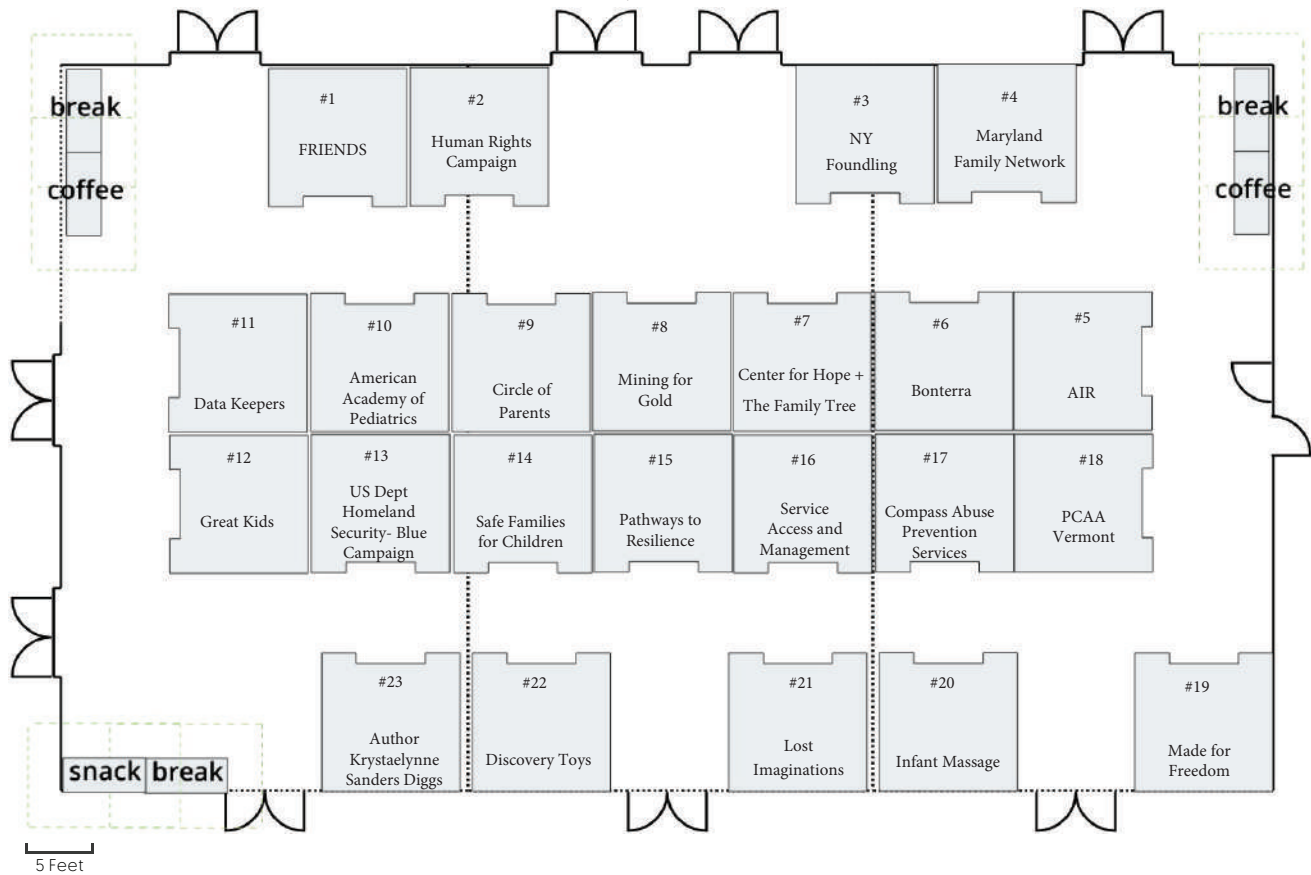 break
coffee
#1
FRIENDS
#2
Human Rights
Campaign
#3
NY
Foundling
#4
Maryland
Family Network
break
coffee
#11
Data Keepers
#10
American
Academy of
Pediatrics
#9
Circle of
Parents
#8
Mining for
Gold
#7
Center for Hope +
The Family Tree
#6
Bonterra
#5
AIR
#12
Great Kids
#13
US Dept
Homeland
Security- Blue
Campaign
#14
Safe Families
for Children
#15
Pathways to
Resilience
#16
Service
Access and
Management
#17
Compass Abuse
Prevention
Services
#18
PCAA
Vermont
#23
Author
Krystaelynne
Sanders Diggs
#22
Discovery Toys
#21
Lost
Imaginations
#20
Infant Massage
#19
Made for
Freedom
snack break
5 Feet